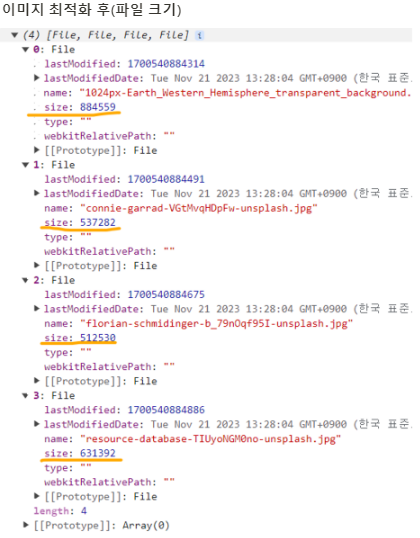 이미지 최적화 후(파일 크기)
▼ (4) [File, File, File, File] i
▼ 0: File
lastModified: 1700540884314
▶ lastModifiedDate: Tue Nov 21 2023 13:28:04 GMT+0900 (한국 표준
name: "1024px-Earth_Western_Hemisphere_transparent_background.
size: 884559
type: ""
webkitRelativePath: ""
▶ [[Prototype]]: File
▼ 1: File
lastModified: 1700540884491
▶ lastModifiedDate: Tue Nov 21 2023 13:28:04 GMT+0900 (한국 표준
name: "connie-garrad-VGtMvqHDpFw-unsplash.jpg"
size: 537282
type: ""
webkitRelativePath: ""
▶ [[Prototype]]: File
▼ 2: File
lastModified: 1700540884675
▶ lastModifiedDate: Tue Nov 21 2023 13:28:04 GMT+0900 (한국 표준
name: "florian-schmidinger-b_79nOqf95I-unsplash.jpg"
size: 512530
type: ""
webkitRelativePath: ""
▶ [[Prototype]]: File
▼ 3: File
lastModified: 1700540884886
▶ lastModifiedDate: Tue Nov 21 2023 13:28:04 GMT+0900 (한국 표준
name: "resource-database-TIUyoNGM0no-unsplash.jpg"
size: 631392
type: ""
webkitRelativePath: ""
▶ [[Prototype]]: File
length: 4
▶ [[Prototype]]: Array(0)